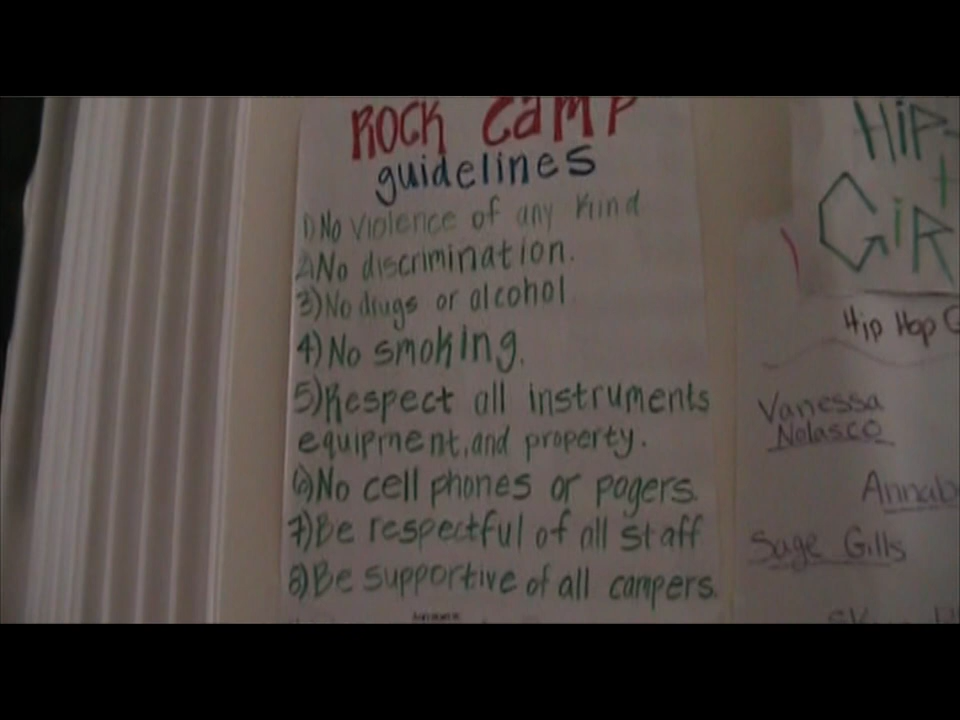 ROCK CAMP
guidelines
1) No violence of any kind
2) No discrimination.
3) No drugs or alcohol
4) No smoking.
5) Respect all instruments
equipment, and property.
6) No cell phones or pagers.
7) Be respectful of all staff
8) Be supportive of all campers.
HiP-
GiR
Hip Hop G
Vanessa
Nolasco
Annab
Sage Gills